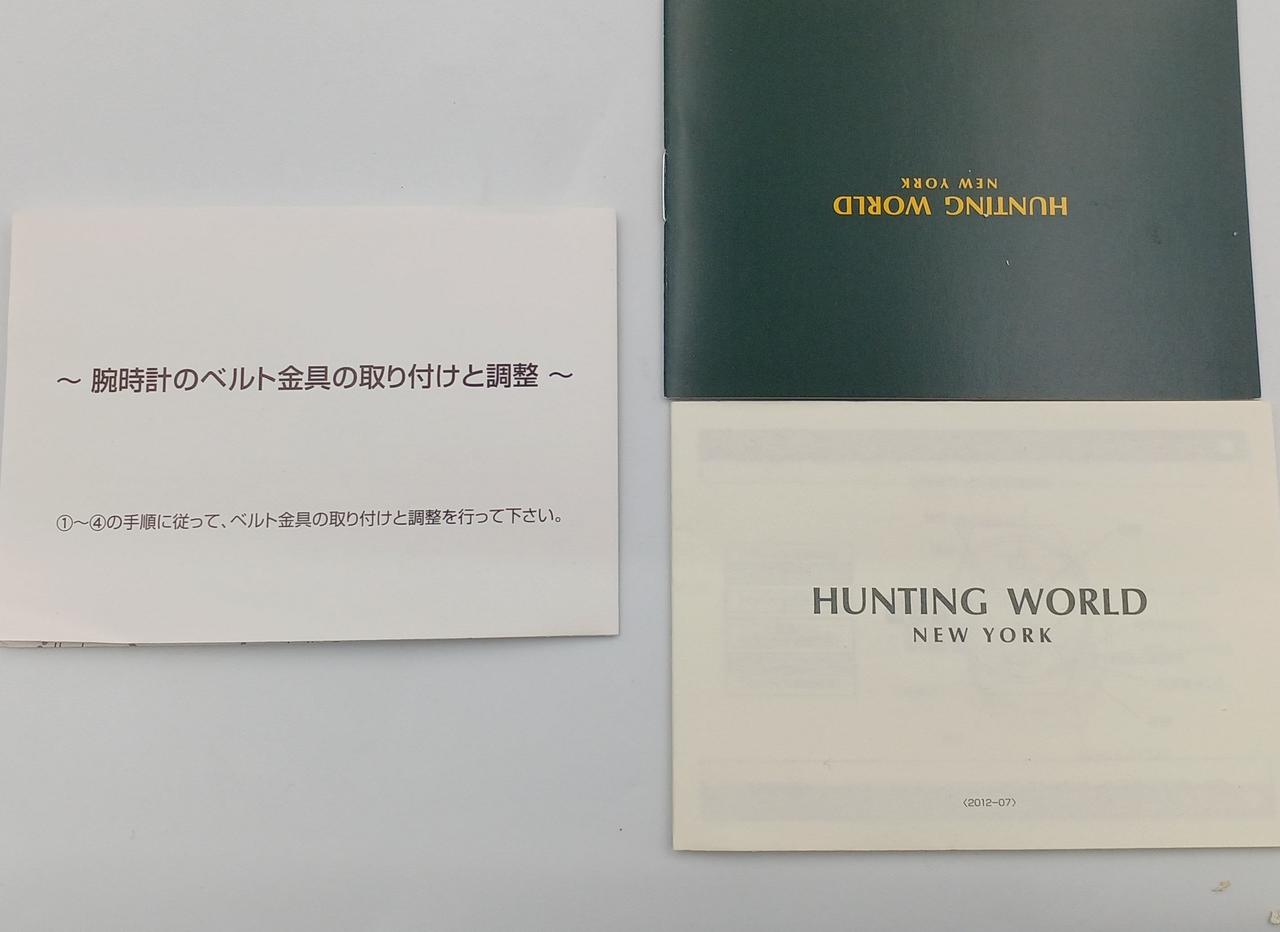 ～ 腕時計のベルト金具の取り付けと調整 ～
①～④の手順に従って、ベルト金具の取り付けと調整を行って下さい。
HUNTING WORLD
NEW YORK
HUNTING WORLD
NEW YORK
〈2012-07〉